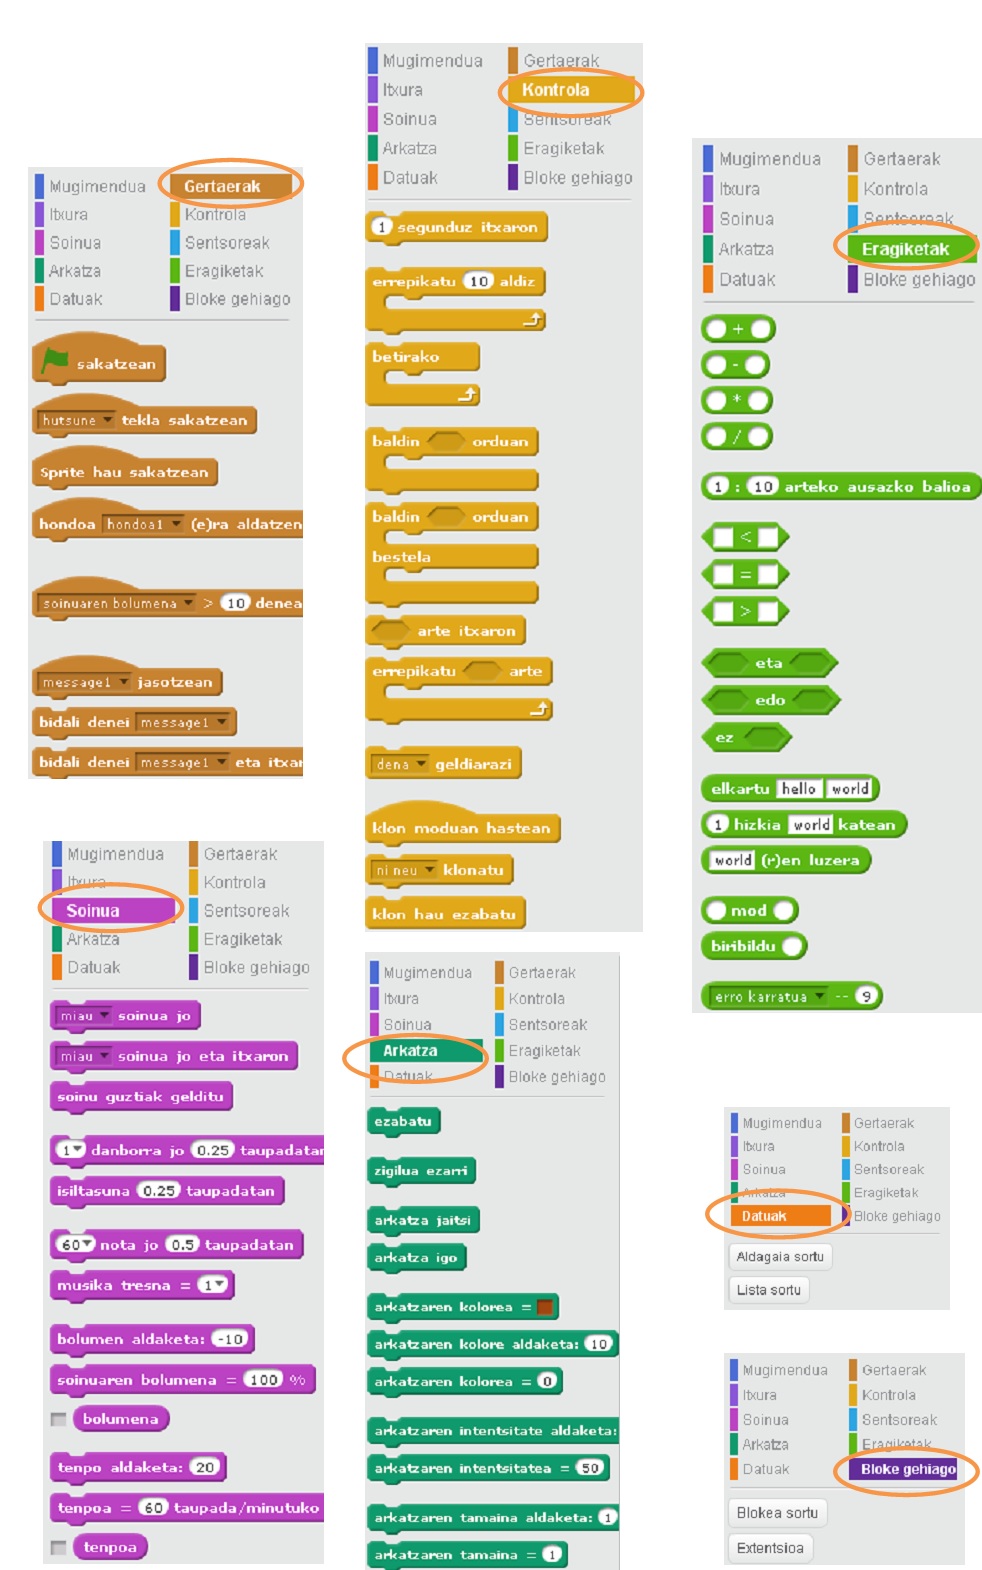 Mugimendua Gertaerak
Itxura Kontrola
Soinua Sentsoreak
Arkatza Eragiketak
Datuak Bloke gehiago
sakatzean
hutsune tekla sakatzean
Sprite hau sakatzean
hondoa hondoa1 (e)ra aldatzen
soinuaren bolumena > 10 denea
message1 jasotzean
bidali denei message1
bidali denei message1 eta itxar
Mugimendua Gertaerak
Itxura Kontrola
Soinua Sentsoreak
Arkatza Eragiketak
Datuak Bloke gehiago
1 segunduz itxaron
errepikatu 10 aldiz
betirako
baldin orduan
baldin orduan
bestela
arte itxaron
errepikatu arte
dena geldiarazi
klon moduan hastean
ni neu klonatu
klon hau ezabatu
Mugimendua Gertaerak
Itxura Kontrola
Soinua Sentsoreak
Arkatza Eragiketak
Datuak Bloke gehiago
+
-
*
/
1 : 10 arteko ausazko balioa
<
=
>
eta
edo
ez
elkartu hello world
1 hizkia world katean
world (r)en luzera
mod
biribildu
erro karratua -- 9
Mugimendua Gertaerak
Itxura Kontrola
Soinua Sentsoreak
Arkatza Eragiketak
Datuak Bloke gehiago
miau soinua jo
miau soinua jo eta itxaron
soinu guztiak gelditu
1 danborra jo 0.25 taupadatan
isiltasuna 0.25 taupadatan
60 nota jo 0.5 taupadatan
musika tresna = 1
bolumen aldaketa: -10
soinuaren bolumena = 100 %
bolumena
tenpo aldaketa: 20
tenpoa = 60 taupada/minutuko
tenpoa
Mugimendua Gertaerak
Itxura Kontrola
Soinua Sentsoreak
Arkatza Eragiketak
Datuak Bloke gehiago
ezabatu
zigilua ezarri
arkatza jaitsi
arkatza igo
arkatzaren kolorea =
arkatzaren kolore aldaketa: 10
arkatzaren kolorea = 0
arkatzaren intentsitate aldaketa:
arkatzaren intentsitatea = 50
arkatzaren tamaina aldaketa: 1
arkatzaren tamaina = 1
Mugimendua Gertaerak
Itxura Kontrola
Soinua Sentsoreak
Arkatza Eragiketak
Datuak Bloke gehiago
Aldagaia sortu
Lista sortu
Mugimendua Gertaerak
Itxura Kontrola
Soinua Sentsoreak
Arkatza Eragiketak
Datuak Bloke gehiago
Blokea sortu
Extentsioa